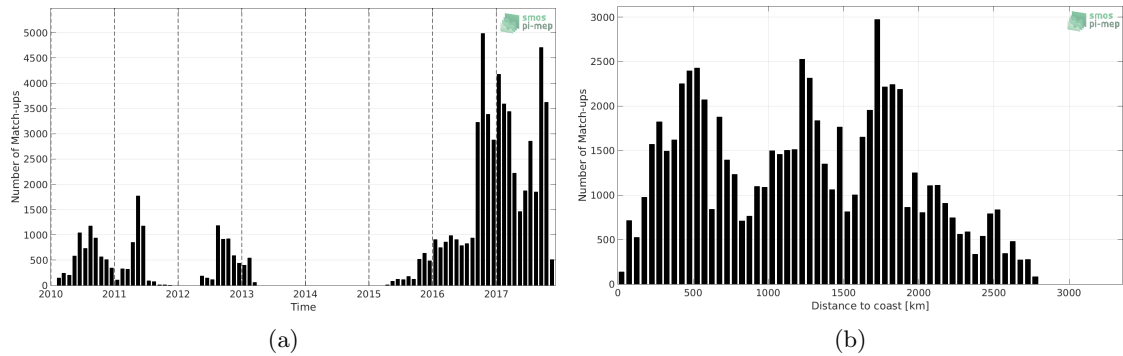 smos
pi-mep
5000
4500
4000
3500
3000
2500
2000
1500
1000
500
0
Number of Match-ups
2010 2011 2012 2013 2014 2015 2016 2017
Time
(a)
smos
pi-mep
3000
2500
2000
1500
1000
500
0
Number of Match-ups
0 500 1000 1500 2000 2500 3000
Distance to coast [km]
(b)